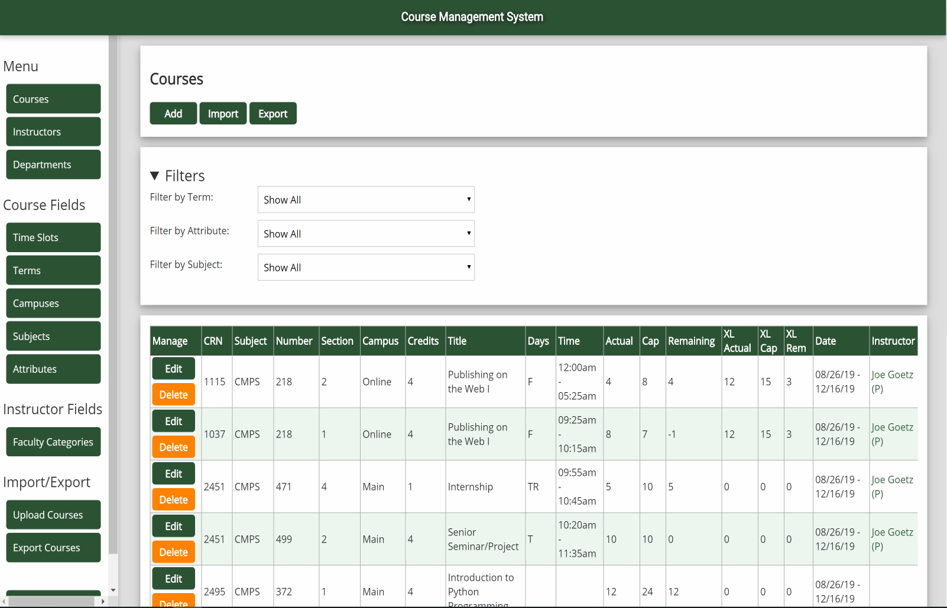 Course Management System
Menu
Courses
Instructors
Departments
Course Fields
Time Slots
Terms
Campuses
Subjects
Attributes
Instructor Fields
Faculty Categories
Import/Export
Upload Courses
Export Courses
Courses
Add Import Export
▼ Filters
Filter by Term: Show All
Filter by Attribute: Show All
Filter by Subject: Show All
Manage CRN Subject Number Section Campus Credits Title Days Time Actual Cap Remaining XL Actual XL Cap XL Rem Date Instructor
Edit Delete 1115 CMPS 218 2 Online 4 Publishing on the Web I F 12:00am - 05:25am 4 8 4 12 15 3 08/26/19 - 12/16/19 Joe Goetz (P)
Edit Delete 1037 CMPS 218 1 Online 4 Publishing on the Web I F 09:25am - 10:15am 8 7 -1 12 15 3 08/26/19 - 12/16/19 Joe Goetz (P)
Edit Delete 2451 CMPS 471 4 Main 1 Internship TR 09:55am - 10:45am 5 10 5 0 0 0 08/26/19 - 12/16/19 Joe Goetz (P)
Edit Delete 2451 CMPS 499 2 Main 4 Senior Seminar/Project T 10:20am - 11:35am 10 10 0 0 0 0 08/26/19 - 12/16/19 Joe Goetz (P)
Edit Delete 2495 CMPS 372 1 Main 4 Introduction to Python Programming 12 24 12 0 0 0 08/26/19 - 12/16/19